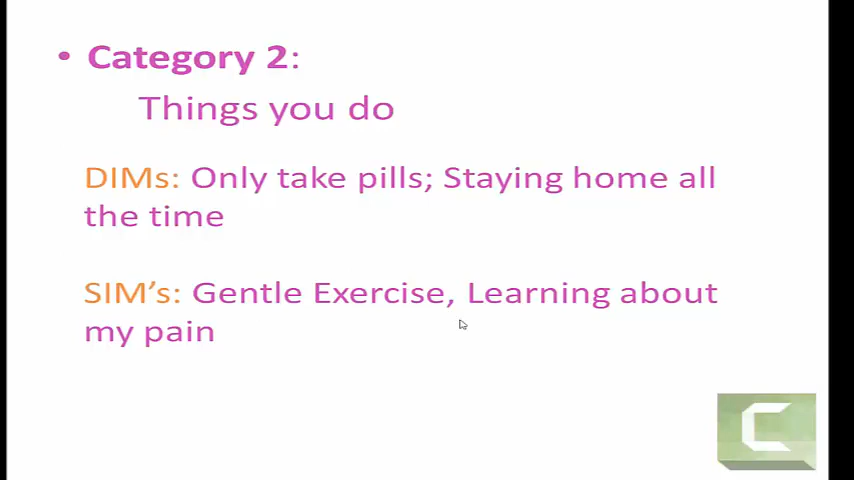 • Category 2:
Things you do
DIMs: Only take pills; Staying home all
the time
SIM’s: Gentle Exercise, Learning about
my pain
C